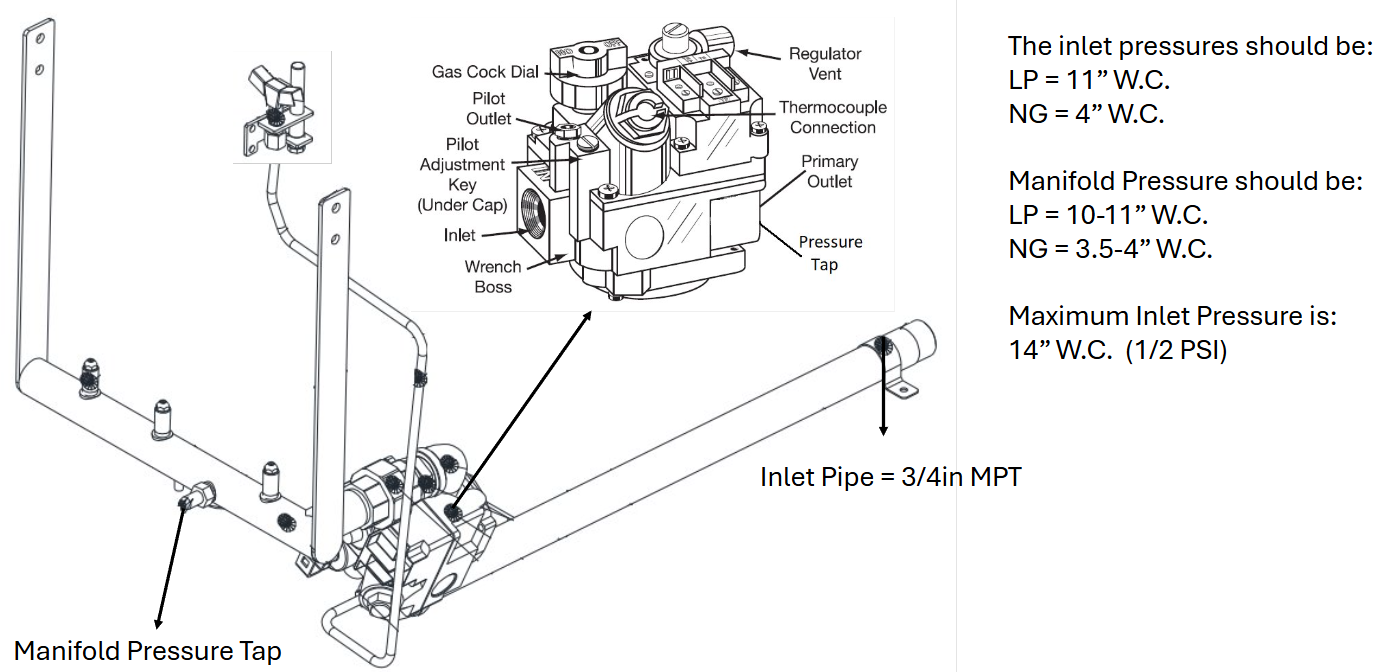 Gas Cock Dial
Pilot
Outlet
Pilot
Adjustment
Key
(Under Cap)
Inlet
Wrench
Boss
OFF
Regulator
Vent
Thermocouple
Connection
Primary
Outlet
Pressure
Tap
Inlet Pipe = 3/4in MPT
Manifold Pressure Tap
The inlet pressures should be:
LP = 11” W.C.
NG = 4” W.C.
Manifold Pressure should be:
LP = 10-11” W.C.
NG = 3.5-4” W.C.
Maximum Inlet Pressure is:
14” W.C. (1/2 PSI)